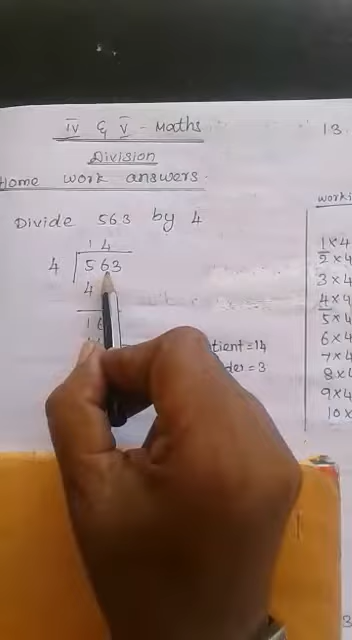 IV & V - Maths
13.
Division
Home work answers.
Divide 563 by 4
14
4 563
4
16
tient = 14
der = 3
1 × 4
2 × 4
3 × 4
4 × 4
5 × 4
6 × 4
7 × 4
8 × 4
9 × 4
10 ×
3